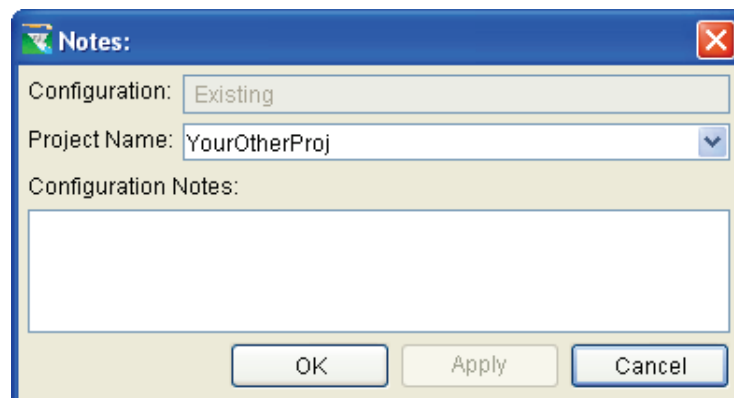 Notes:
Configuration: Existing
Project Name: YourOtherProj
Configuration Notes:
OK Apply Cancel